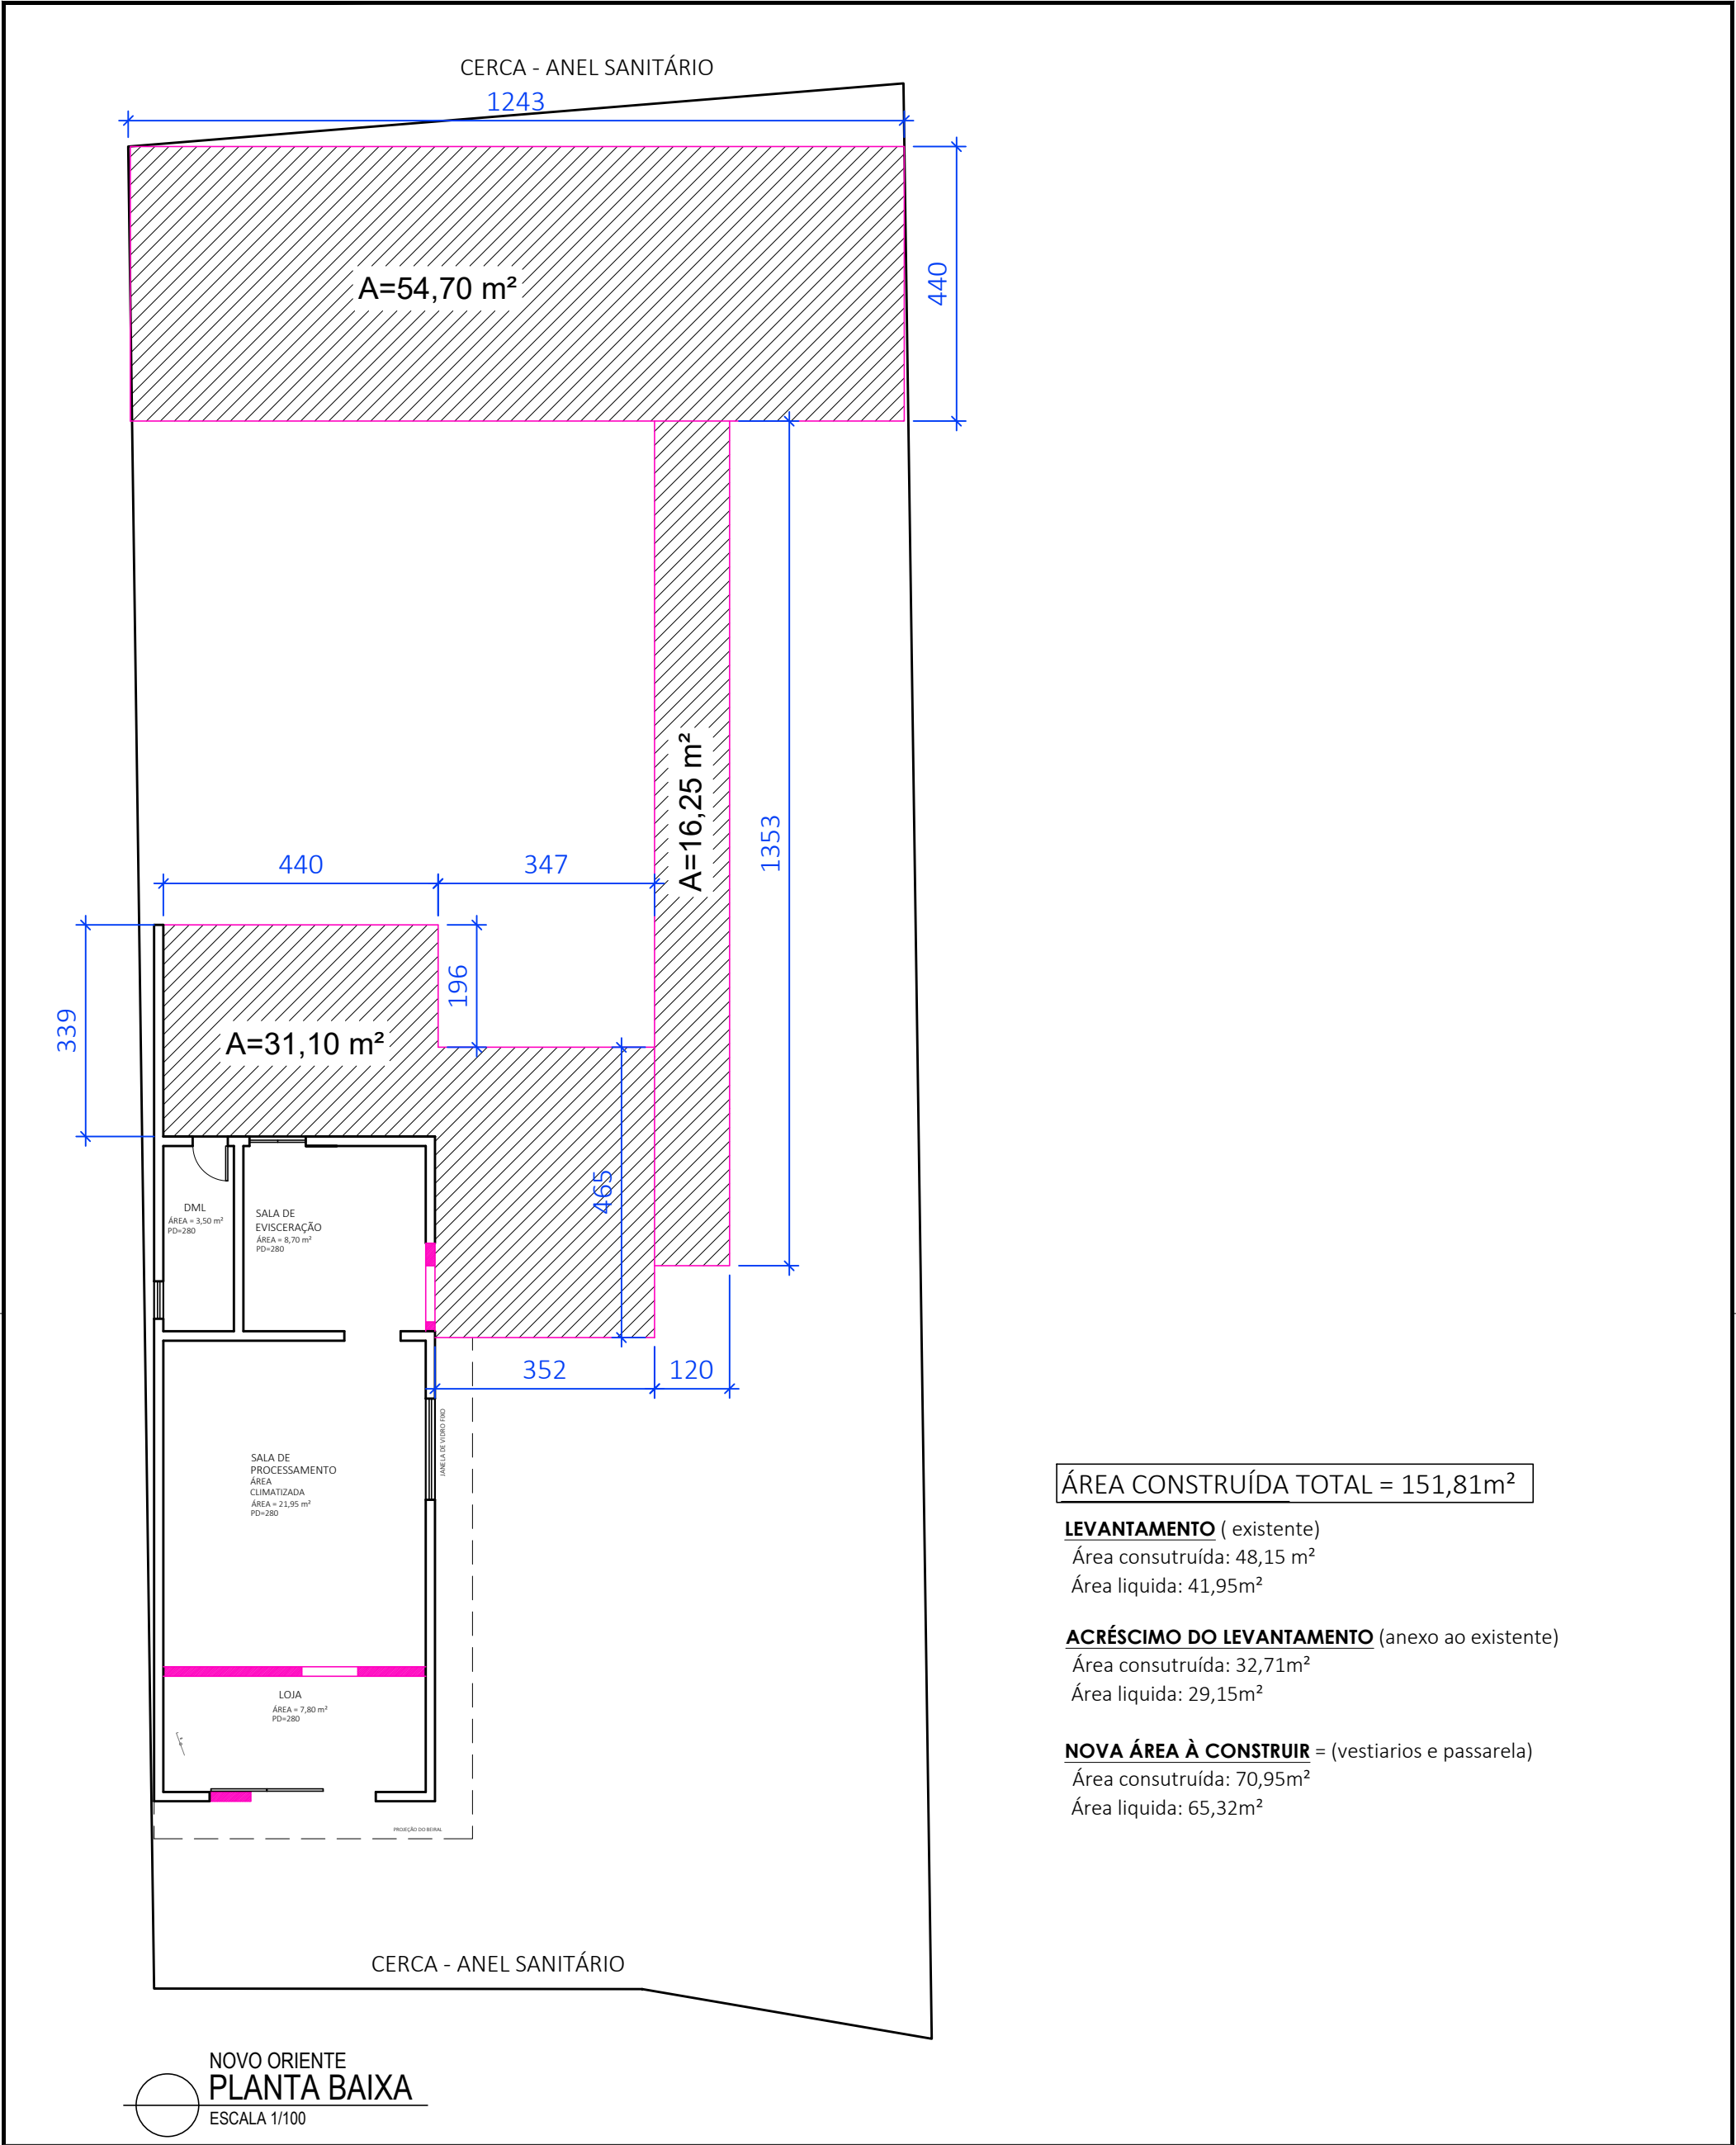 CERCA - ANEL SANITÁRIO
1243
440
A=54,70 m²
A=16,25 m²
1353
440
347
339
196
A=31,10 m²
465
DML
ÁREA = 3,50 m²
PD=280
SALA DE
EVISCERAÇÃO
ÁREA = 8,70 m²
PD=280
352
120
JANELA DE VIDRO FIXO
SALA DE
PROCESSAMENTO
ÁREA
CLIMATIZADA
ÁREA = 21,95 m²
PD=280
LOJA
ÁREA = 7,80 m²
PD=280
PROJEÇÃO DO BEIRAL
CERCA - ANEL SANITÁRIO
ÁREA CONSTRUÍDA TOTAL = 151,81m²
LEVANTAMENTO ( existente)
Área consutruída: 48,15 m²
Área liquida: 41,95m²
ACRÉSCIMO DO LEVANTAMENTO (anexo ao existente)
Área consutruída: 32,71m²
Área liquida: 29,15m²
NOVA ÁREA À CONSTRUIR = (vestiarios e passarela)
Área consutruída: 70,95m²
Área liquida: 65,32m²
NOVO ORIENTE
PLANTA BAIXA
ESCALA 1/100